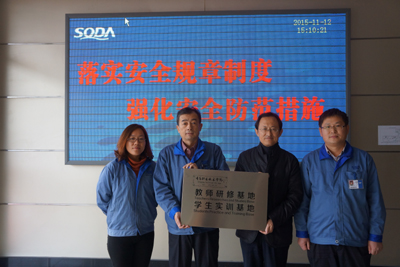 SODA
2015-11-12
15:10:21
落实安全规章制度
强化安全防范措施
教师研修基地
学生实训基地